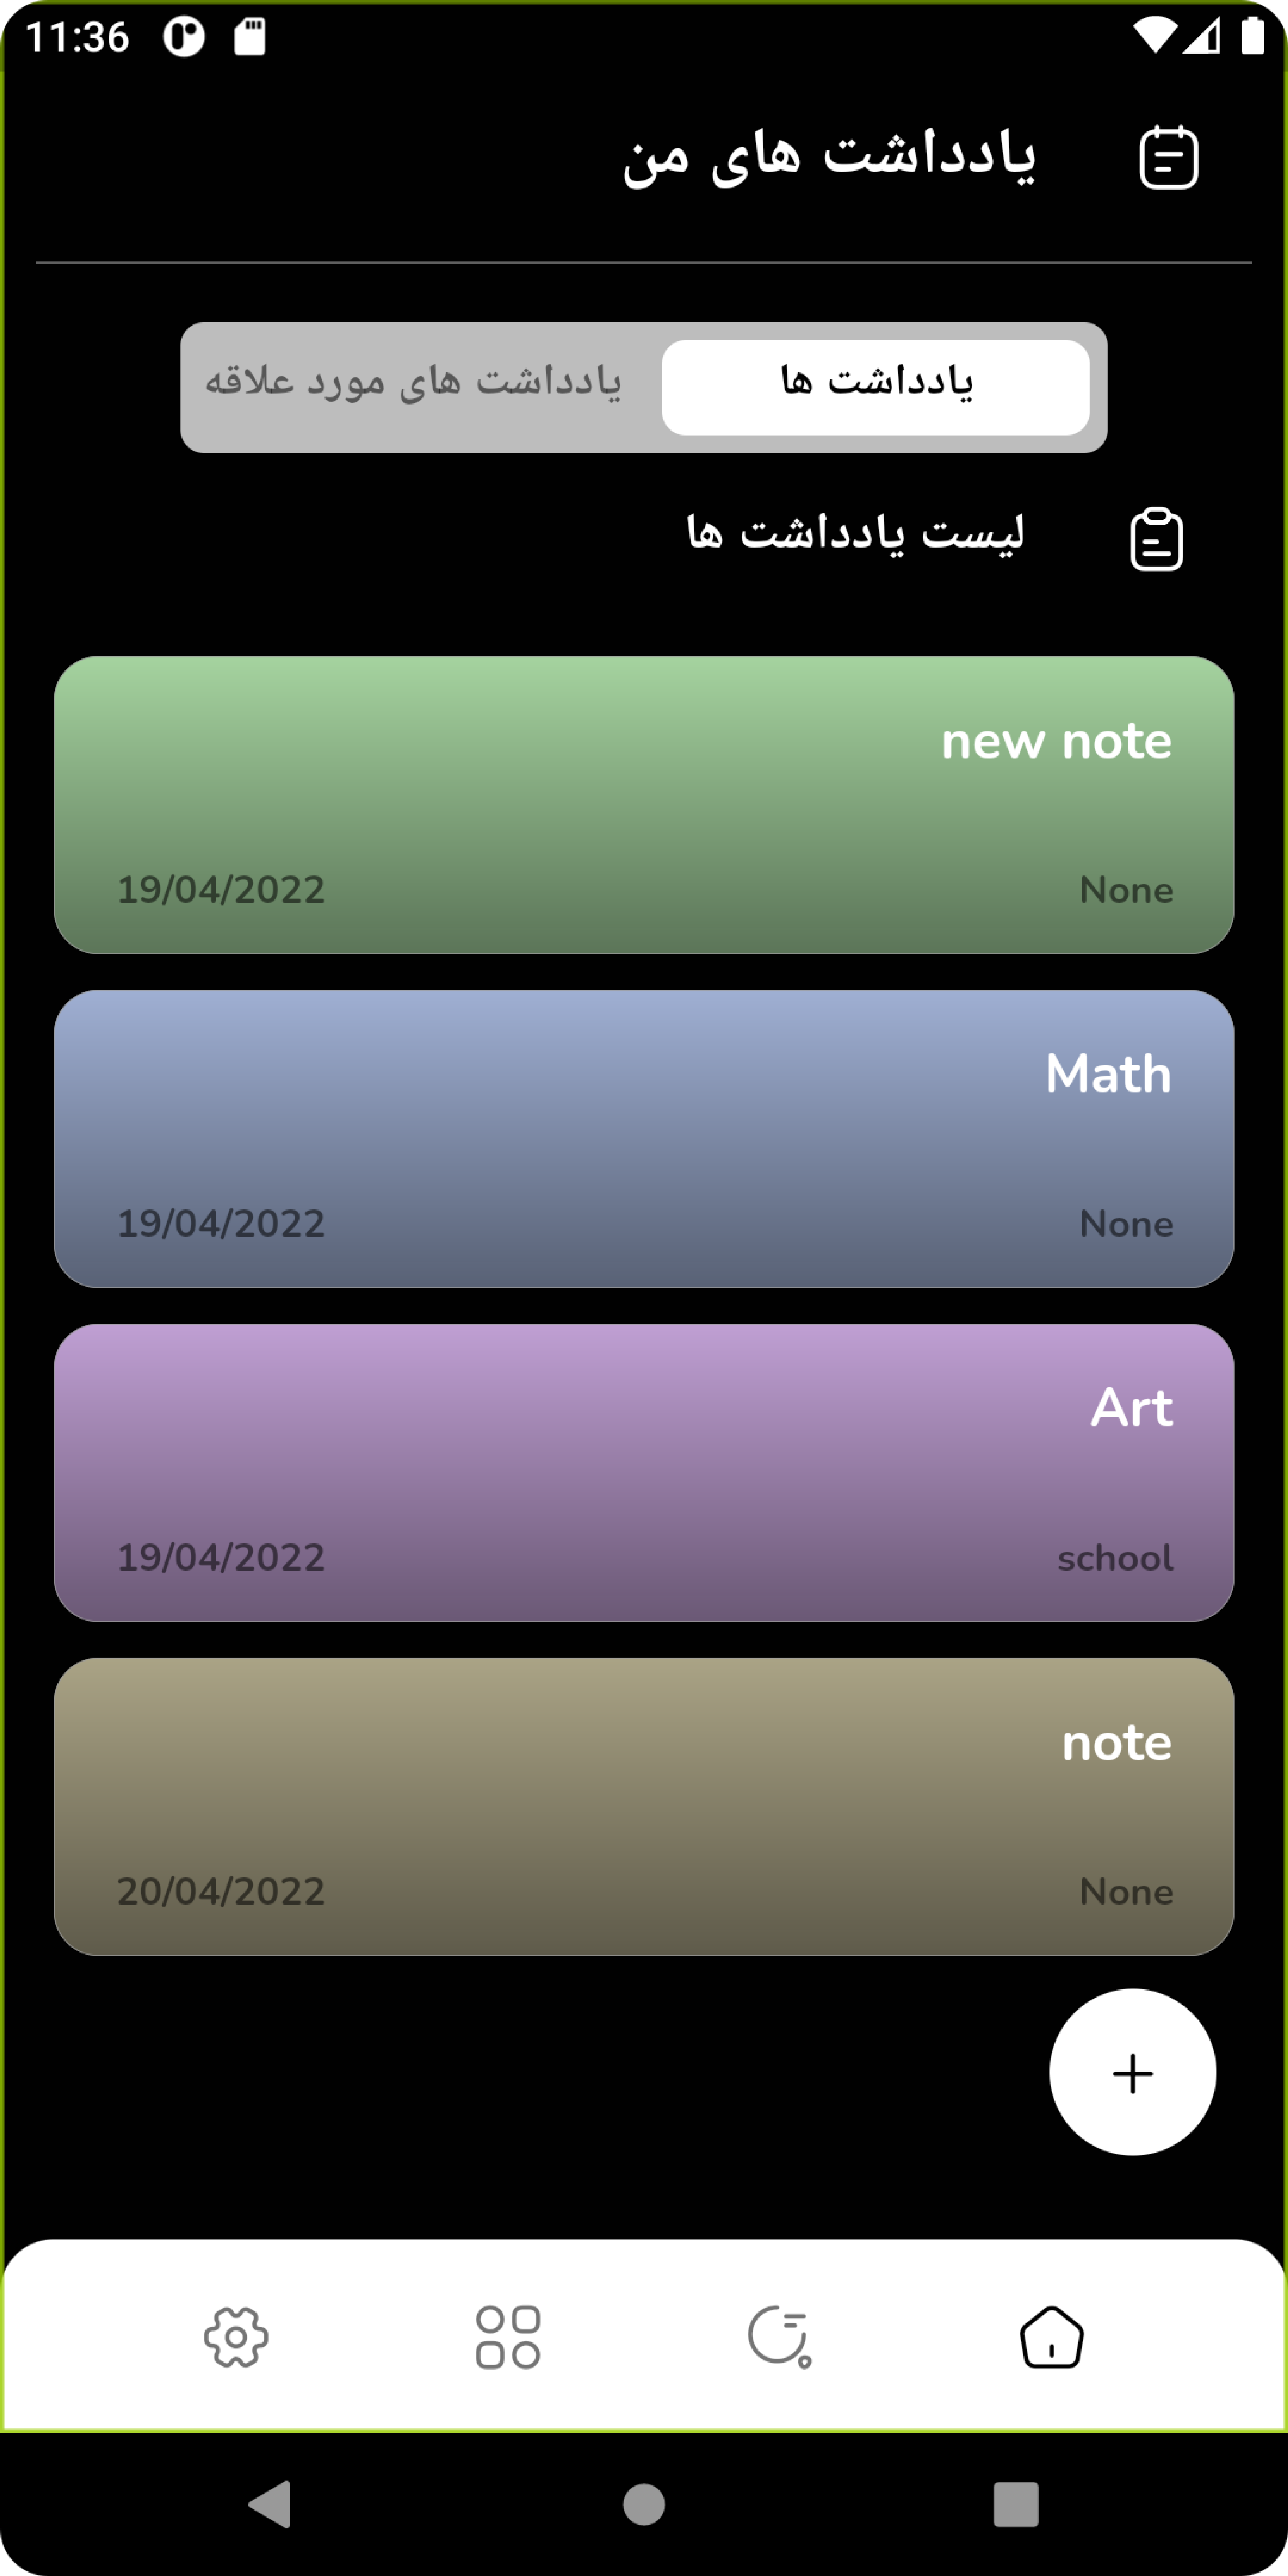 11:36
یادداشت های من
یادداشت ها
یادداشت های مورد علاقه
لیست یادداشت ها
new note
None
19/04/2022
Math
None
19/04/2022
Art
school
19/04/2022
note
None
20/04/2022